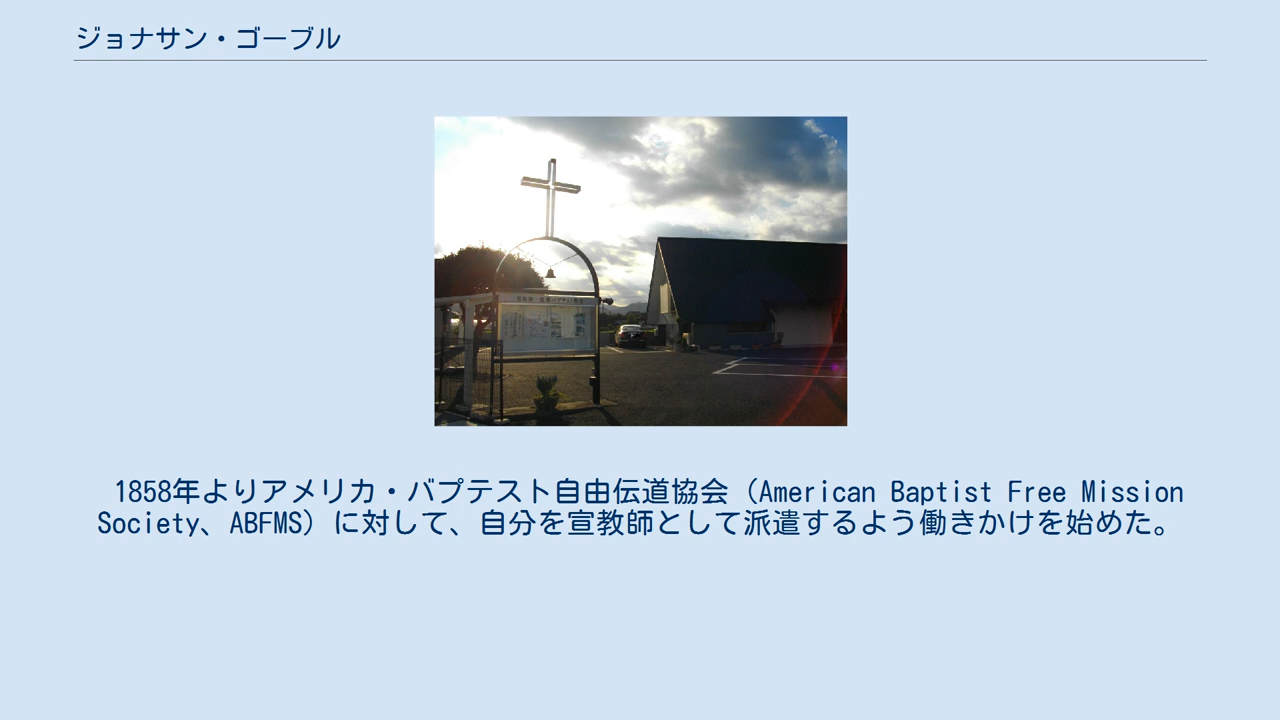 ジョナサン・ゴーブル
1858年よりアメリカ・バプテスト自由伝道協会（American Baptist Free Mission
Society、ABFMS）に対して、自分を宣教師として派遣するよう働きかけを始めた。